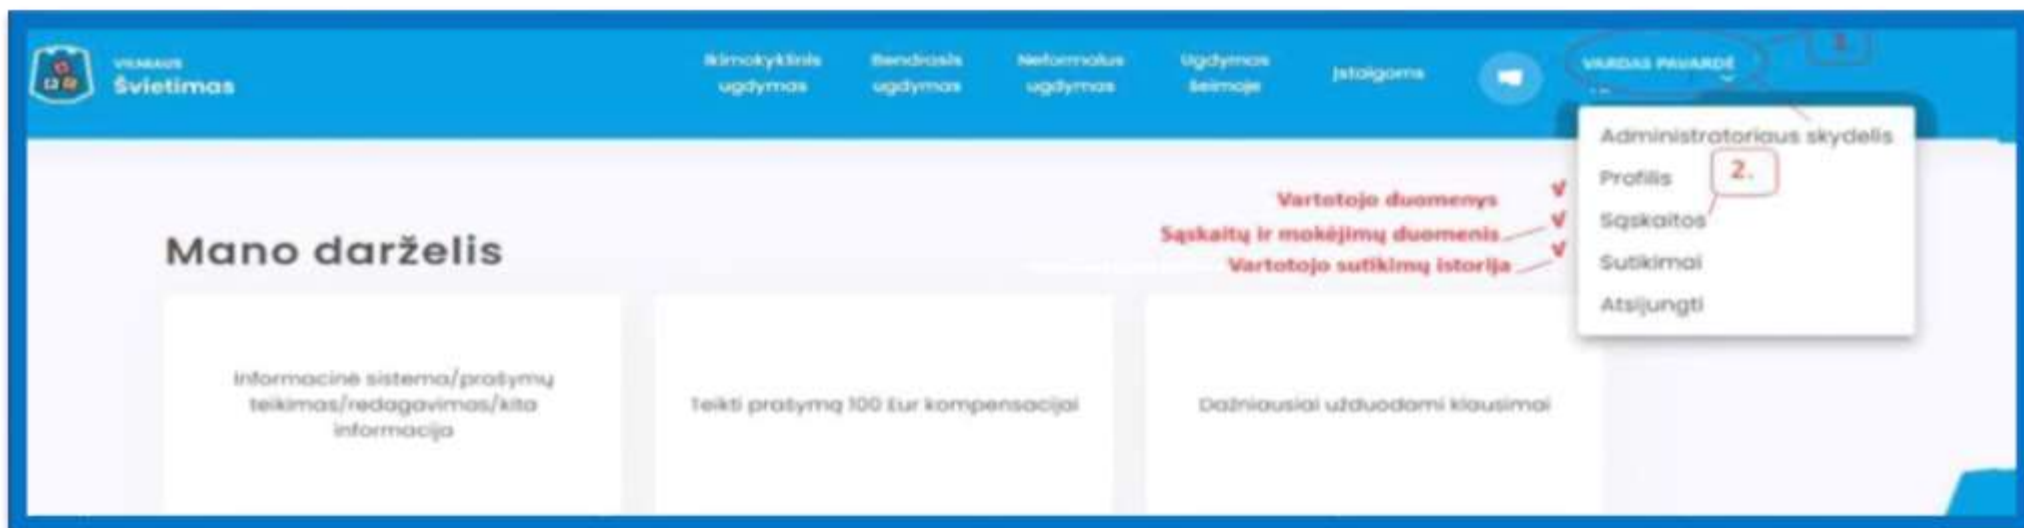 VILNIAUS
Švietimas
Ikimokyklinis
ugdymas
Bendrasis
ugdymas
Neformalus
ugdymas
Ugdymas
šeimoje
Įstaigoms
VARDAS PAVARDĖ
1.
Administratoriaus skydelis
Profilis
2.
Sąskaitos
Sutikimai
Atsijungti
Vartotojo duomenys
Sąskaitų ir mokėjimų duomenis
Vartotojo sutikimų istorija
Mano darželis
Informacinė sistema/prašymų
teikimas/redagavimas/kita
informacija
Teikti prašymą 100 Eur kompensacijai
Dažniausiai užduodami klausimai